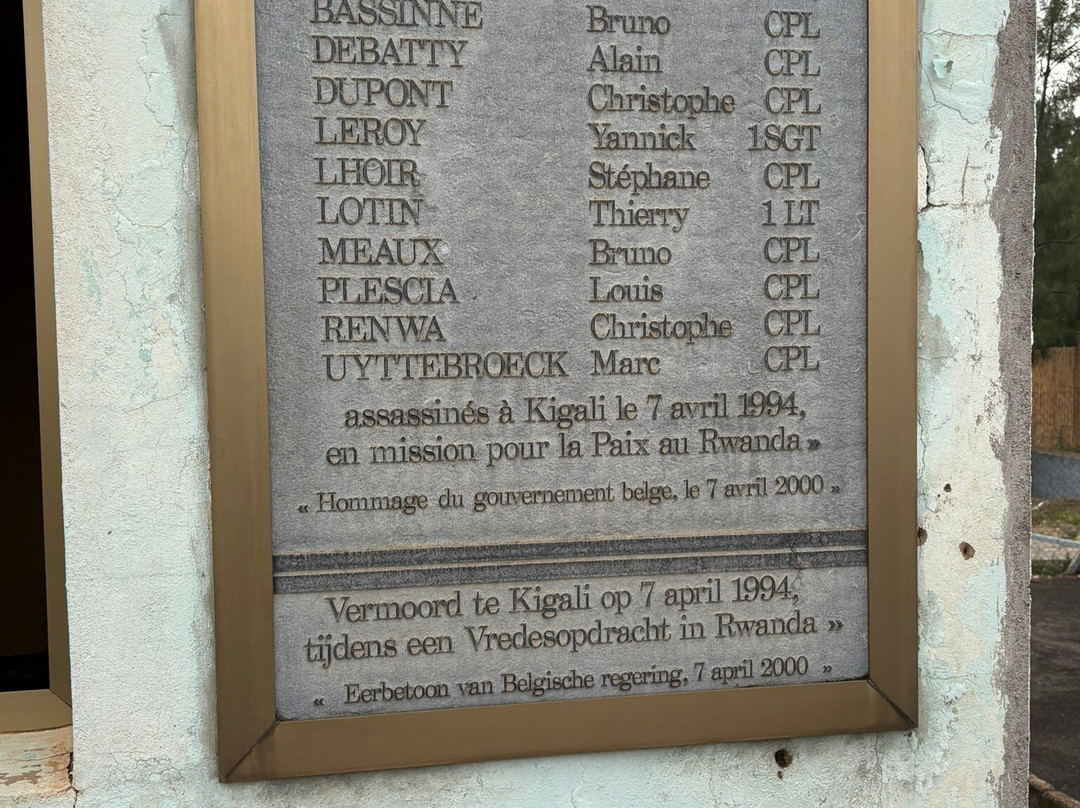 BASSINNE Bruno CPL
DEBATTY Alain CPL
DUPONT Christophe CPL
LEROY Yannick 1SGT
LHOIR Stéphane CPL
LOTIN Thierry 1 LT
MEAUX Bruno CPL
PLESCIA Louis CPL
RENWA Christophe CPL
UYTTEBROECK Marc CPL
assassinés à Kigali le 7 avril 1994,
en mission pour la Paix au Rwanda »
« Hommage du gouvernement belge, le 7 avril 2000 »
Vermoord te Kigali op 7 april 1994,
tijdens een Vredesopdracht in Rwanda »
« Eerbetoon van Belgische regering, 7 april 2000 »